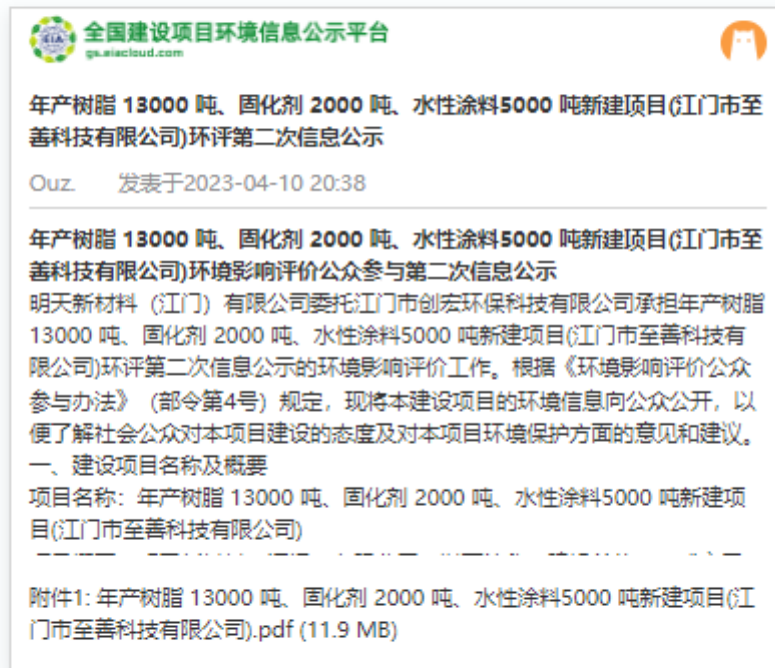 全国建设项目环境信息公示平台
gs.eiacloud.com
年产树脂 13000 吨、固化剂 2000 吨、水性涂料5000 吨新建项目(江门市至
善科技有限公司)环评第二次信息公示
Ouz. 发表于2023-04-10 20:38
年产树脂 13000 吨、固化剂 2000 吨、水性涂料5000 吨新建项目(江门市至
善科技有限公司)环境影响评价公众参与第二次信息公示
明天新材料（江门）有限公司委托江门市创宏环保科技有限公司承担年产树脂
13000 吨、固化剂 2000 吨、水性涂料5000 吨新建项目(江门市至善科技有
限公司)环评第二次信息公示的环境影响评价工作。根据《环境影响评价公众
参与办法》（部令第4号）规定，现将本建设项目的环境信息向公众公开，以
便了解社会公众对本项目建设的态度及对本项目环境保护方面的意见和建议。
一、建设项目名称及概要
项目名称：年产树脂 13000 吨、固化剂 2000 吨、水性涂料5000 吨新建项
目(江门市至善科技有限公司)
附件1: 年产树脂 13000 吨、固化剂 2000 吨、水性涂料5000 吨新建项目(江
门市至善科技有限公司).pdf (11.9 MB)